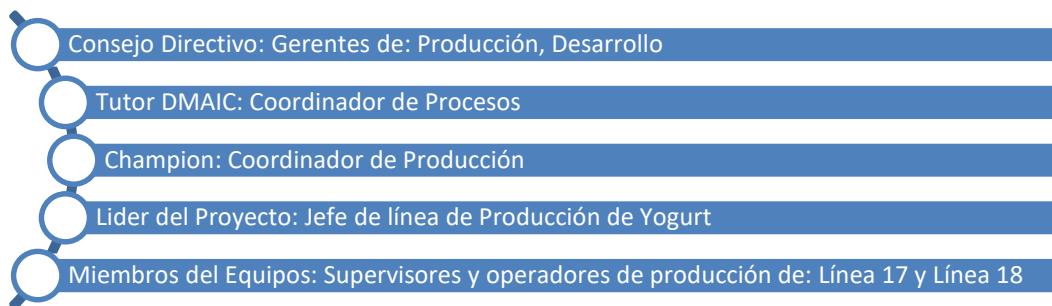 Consejo Directivo: Gerentes de: Producción, Desarrollo
Tutor DMAIC: Coordinador de Procesos
Champion: Coordinador de Producción
Lider del Proyecto: Jefe de línea de Producción de Yogurt
Miembros del Equipos: Supervisores y operadores de producción de: Línea 17 y Línea 18